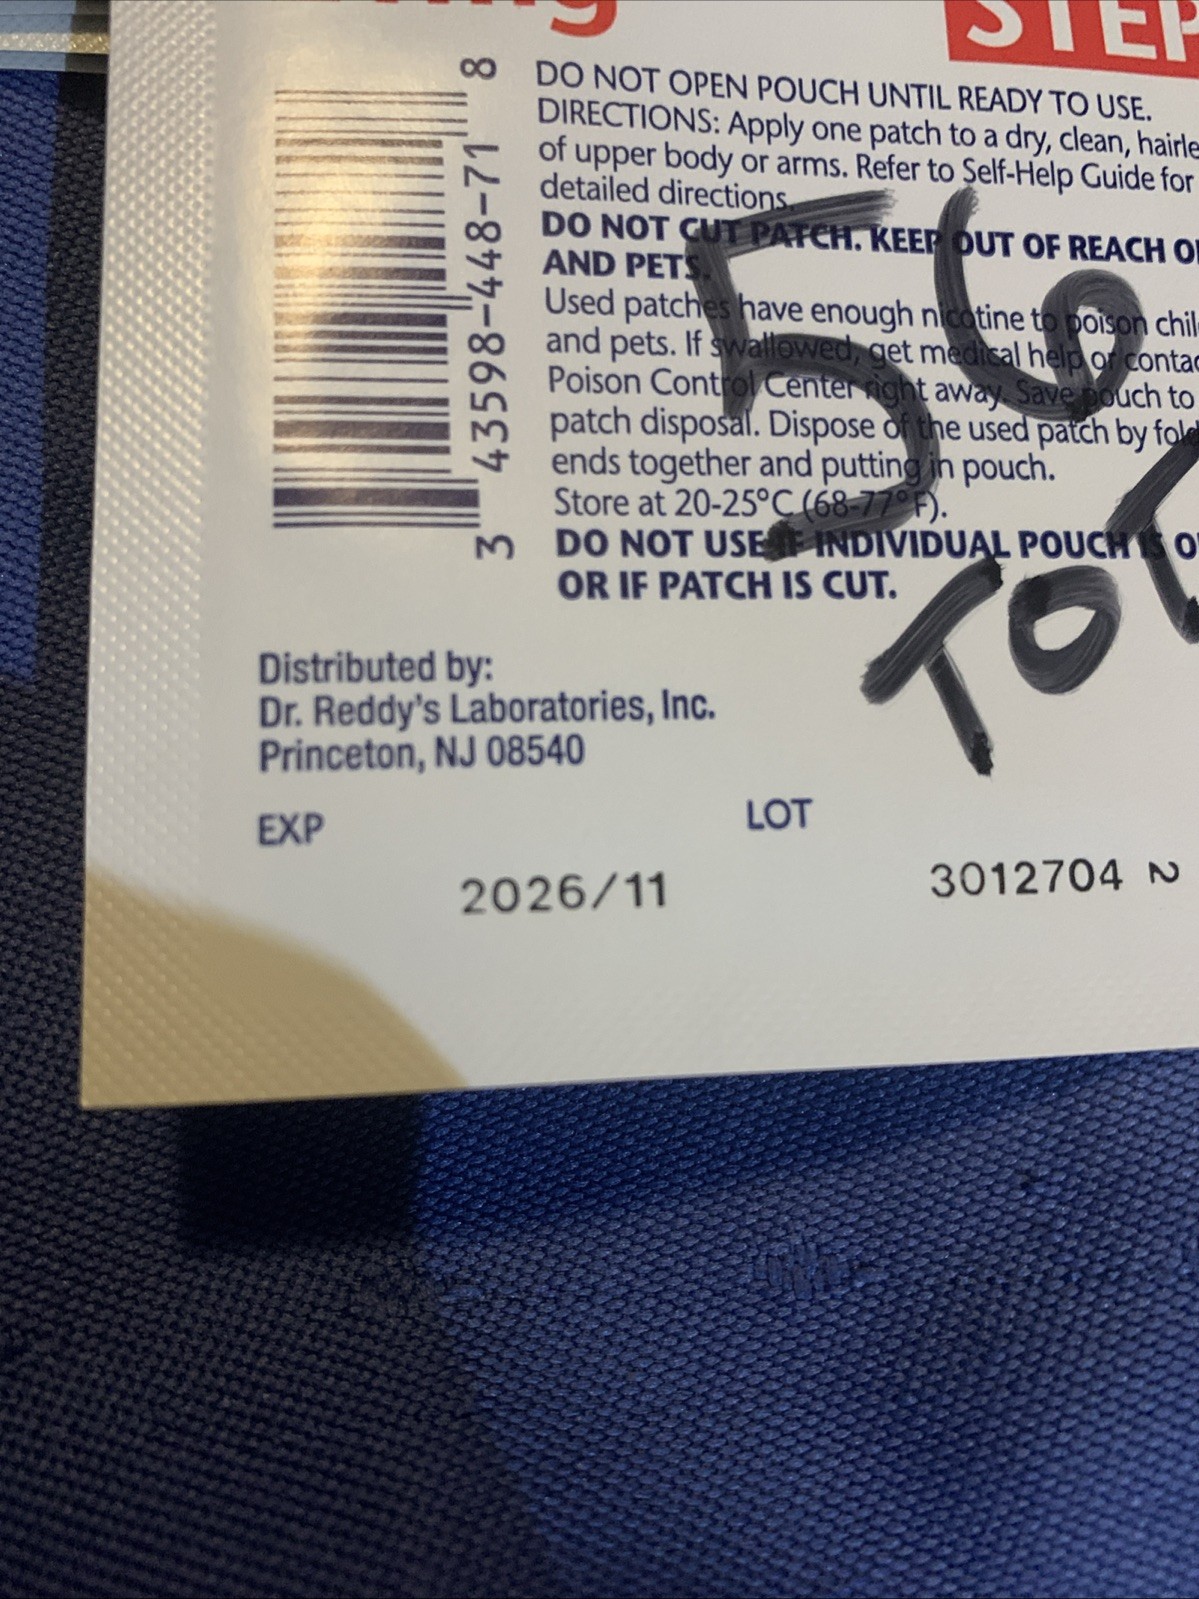 STEP
DO NOT OPEN POUCH UNTIL READY TO USE.
DIRECTIONS: Apply one patch to a dry, clean,
of upper body or arms. Refer to Self-Help Guide for
detailed directions.
DO NOT CUT PATCH. KEEP OUT OF REACH
AND PETS.
Used patches have enough nicotine to poison
and pets. If swallowed, get medical help or
Poison Control Center right away. Save pouch to
patch disposal. Dispose of the used patch by
ends together and putting in pouch.
Store at 20-25°C (68-77°F).
DO NOT USE IF INDIVIDUAL POUCH IS
OR IF PATCH IS CUT.
3 43598-448-71 8
56
Distributed by:
Dr. Reddy's Laboratories, Inc.
Princeton, NJ 08540
EXP LOT
2026/11 3012704 2